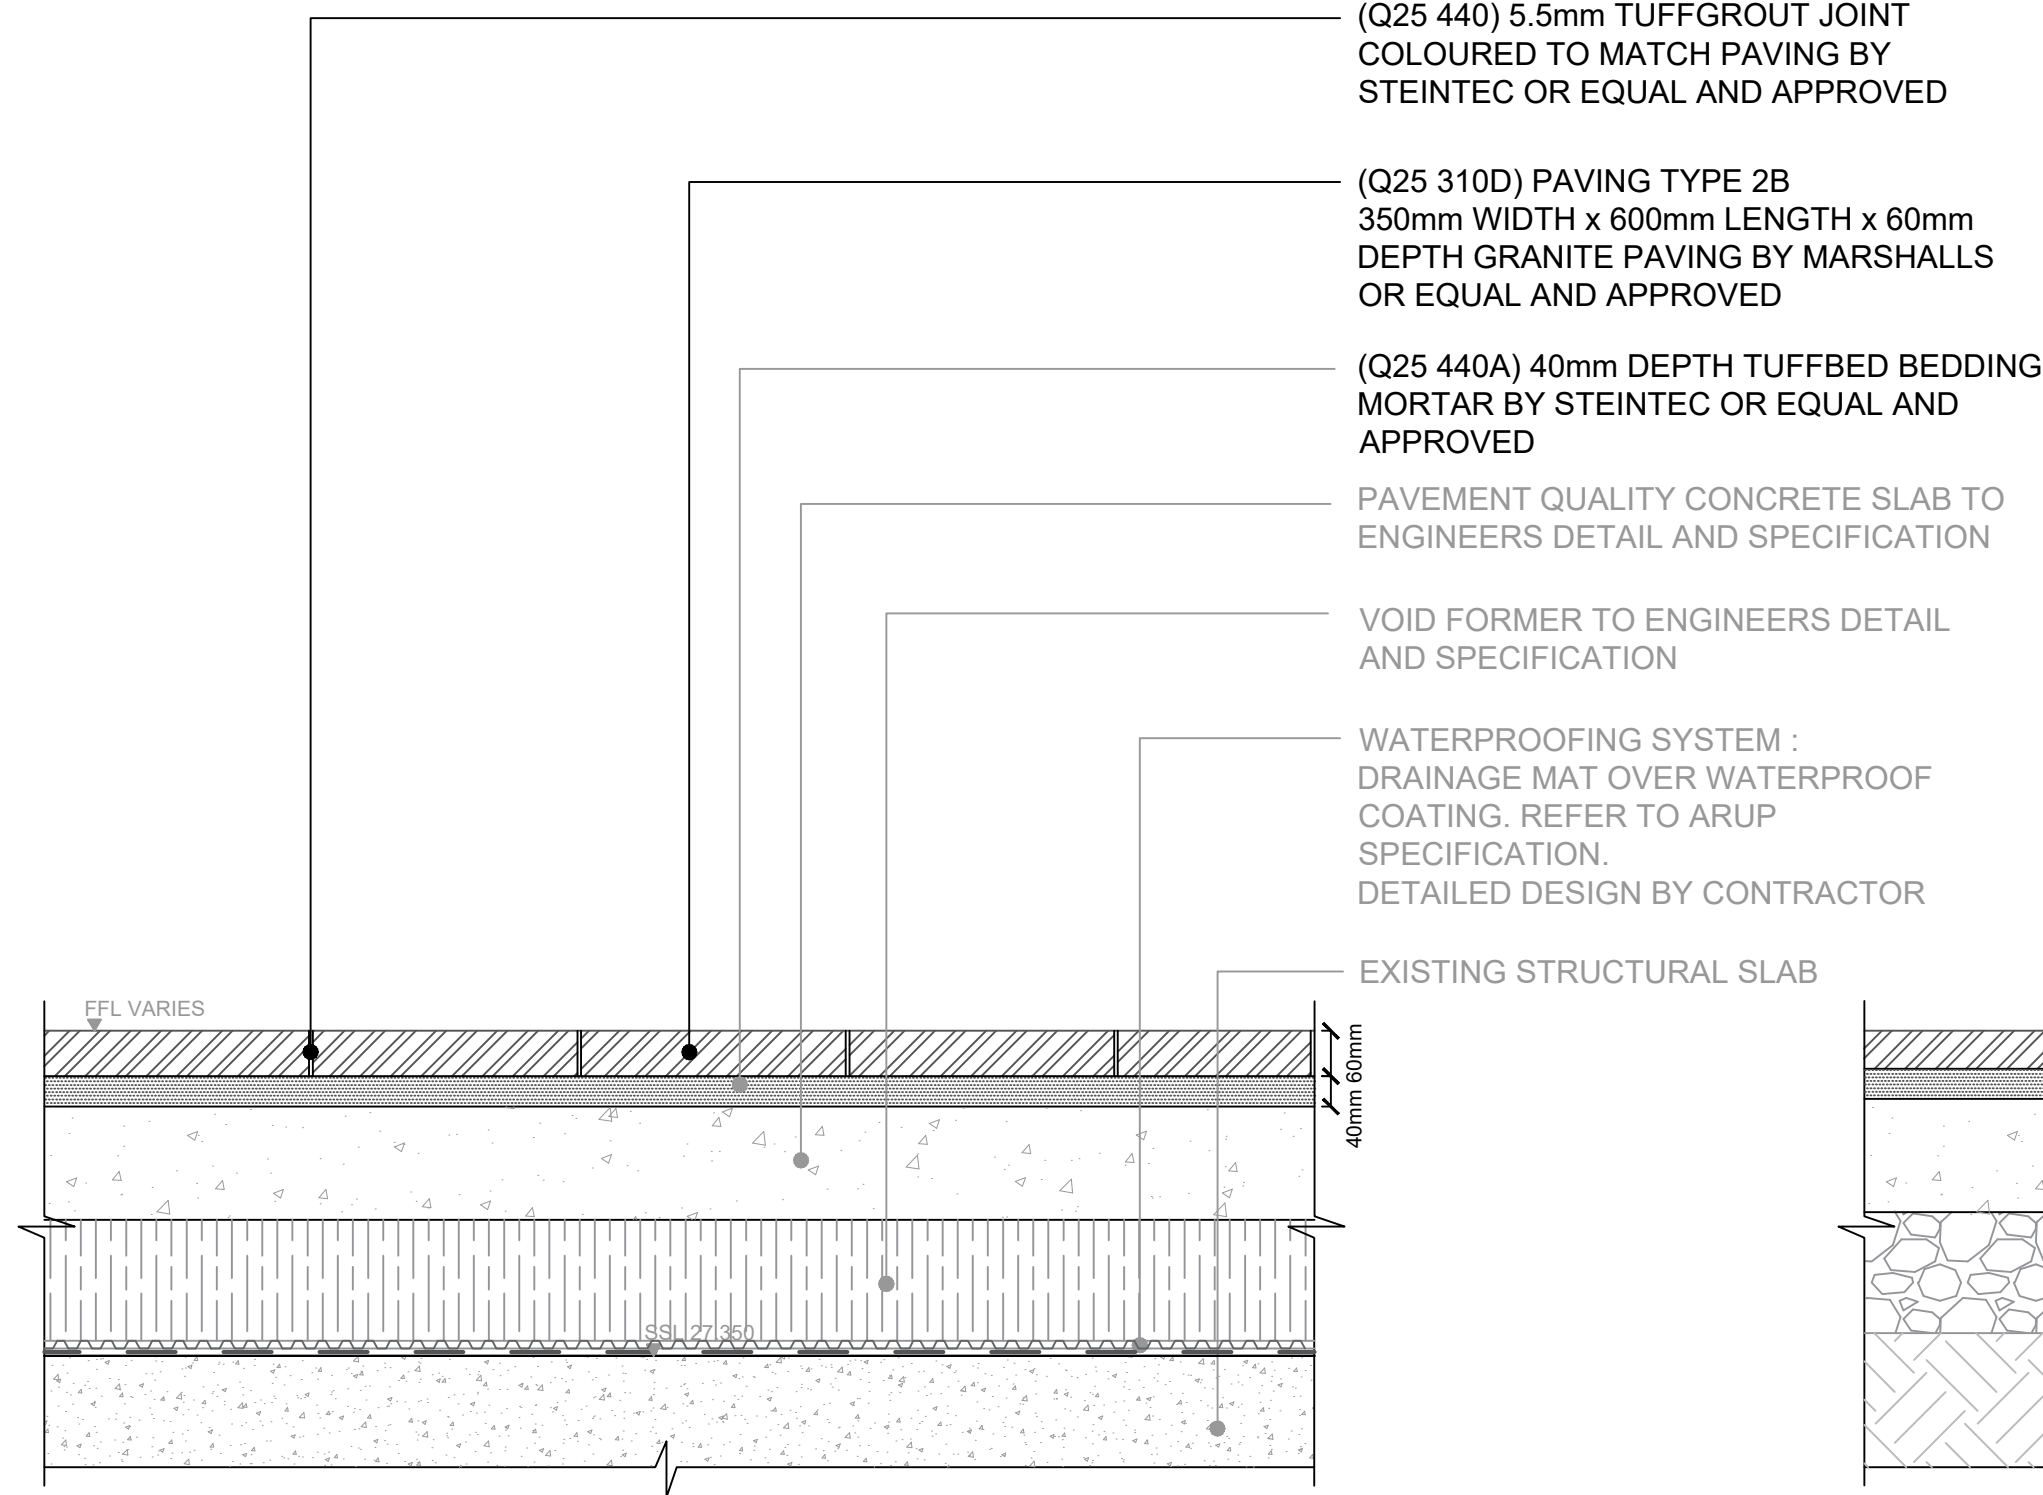 (Q25 440) 5.5mm TUFFGROUT JOINT
COLOURED TO MATCH PAVING BY
STEINTEC OR EQUAL AND APPROVED
(Q25 310D) PAVING TYPE 2B
350mm WIDTH x 600mm LENGTH x 60mm
DEPTH GRANITE PAVING BY MARSHALLS
OR EQUAL AND APPROVED
(Q25 440A) 40mm DEPTH TUFFBED BEDDING
MORTAR BY STEINTEC OR EQUAL AND
APPROVED
PAVEMENT QUALITY CONCRETE SLAB TO
ENGINEERS DETAIL AND SPECIFICATION
VOID FORMER TO ENGINEERS DETAIL
AND SPECIFICATION
WATERPROOFING SYSTEM :
DRAINAGE MAT OVER WATERPROOF
COATING. REFER TO ARUP
SPECIFICATION.
DETAILED DESIGN BY CONTRACTOR
EXISTING STRUCTURAL SLAB
FFL VARIES
40mm 60mm
SSL 27.350